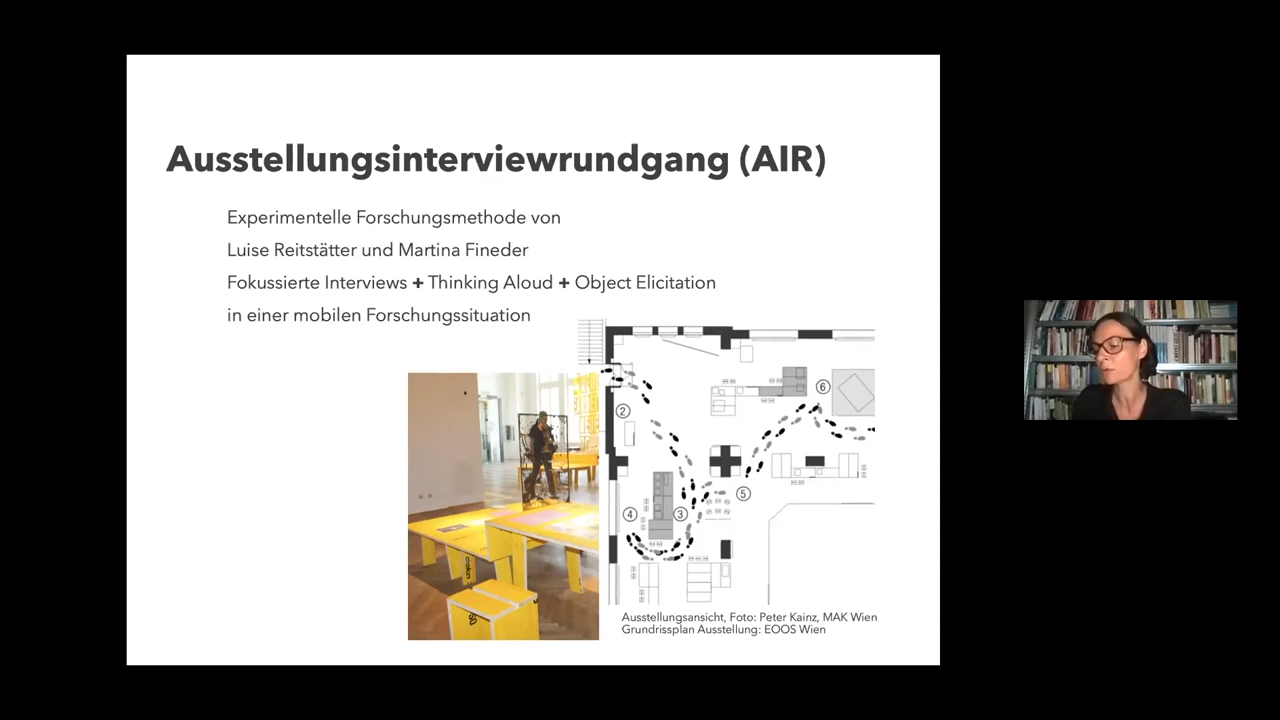 Ausstellungsinterviewrundgang (AIR)
Experimentelle Forschungsmethode von
Luise Reitstätter und Martina Fineder
Fokussierte Interviews + Thinking Aloud + Object Elicitation
in einer mobilen Forschungssituation
2
6
5
4
3
Ausstellungsansicht, Foto: Peter Kainz, MAK Wien
Grundrissplan Ausstellung: EOOS Wien